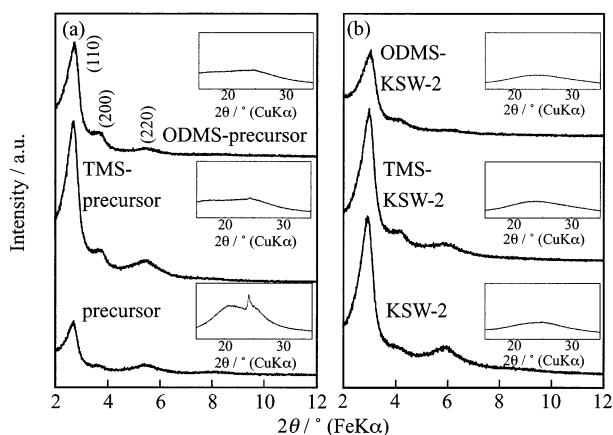 Intensity / a.u.
(a)
(110)
(200)
(220)
ODMS-precursor
20 30
2θ / ° (CuKα)
TMS-
precursor
20 30
2θ / ° (CuKα)
precursor
20 30
2θ / ° (CuKα)
2 4 6 8 10 12
(b)
ODMS-
KSW-2
20 30
2θ / ° (CuKα)
TMS-
KSW-2
20 30
2θ / ° (CuKα)
KSW-2
20 30
2θ / ° (CuKα)
2 4 6 8 10 12
2θ / ° (FeKα)